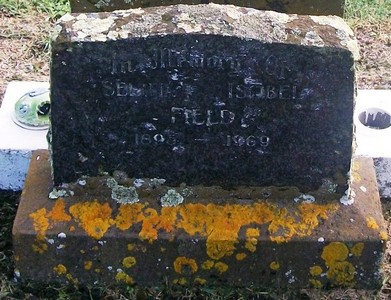 In Memory Of
ISOBEL
FIELD
1969